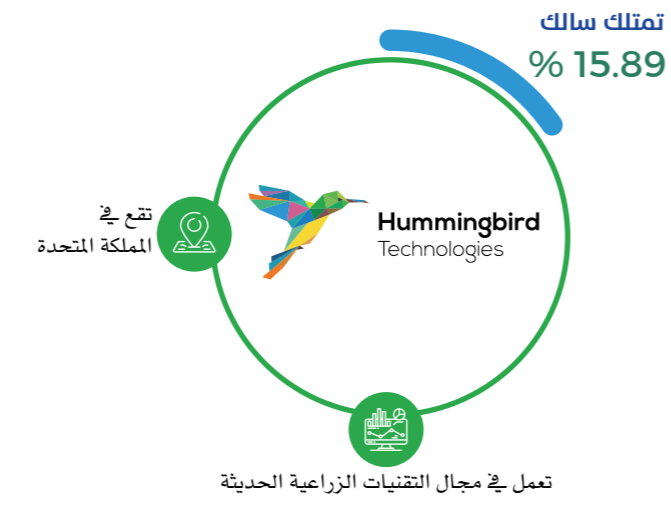 تمتلك سالك
% 15.89
تقع في
المملكة المتحدة
Hummingbird
Technologies
تعمل في مجال التقنيات الزراعية الحديثة